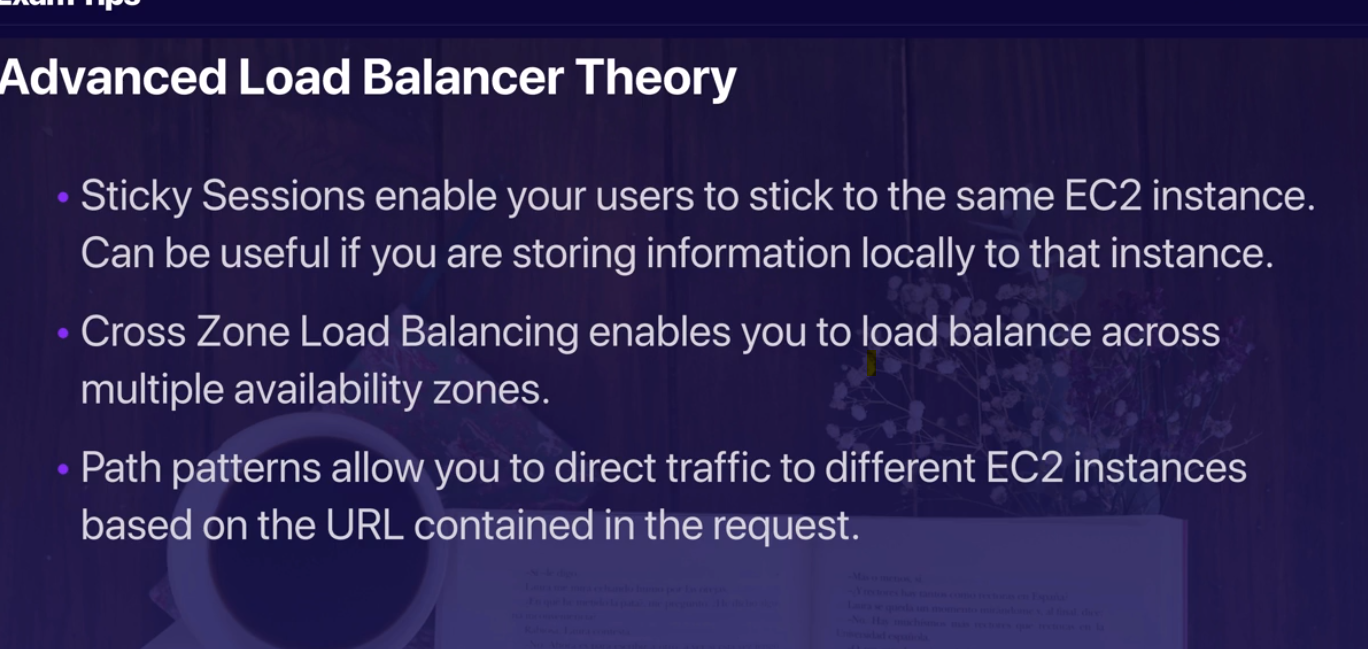 Exam Tips
Advanced Load Balancer Theory
• Sticky Sessions enable your users to stick to the same EC2 instance.
Can be useful if you are storing information locally to that instance.
• Cross Zone Load Balancing enables you to load balance across
multiple availability zones.
• Path patterns allow you to direct traffic to different EC2 instances
based on the URL contained in the request.